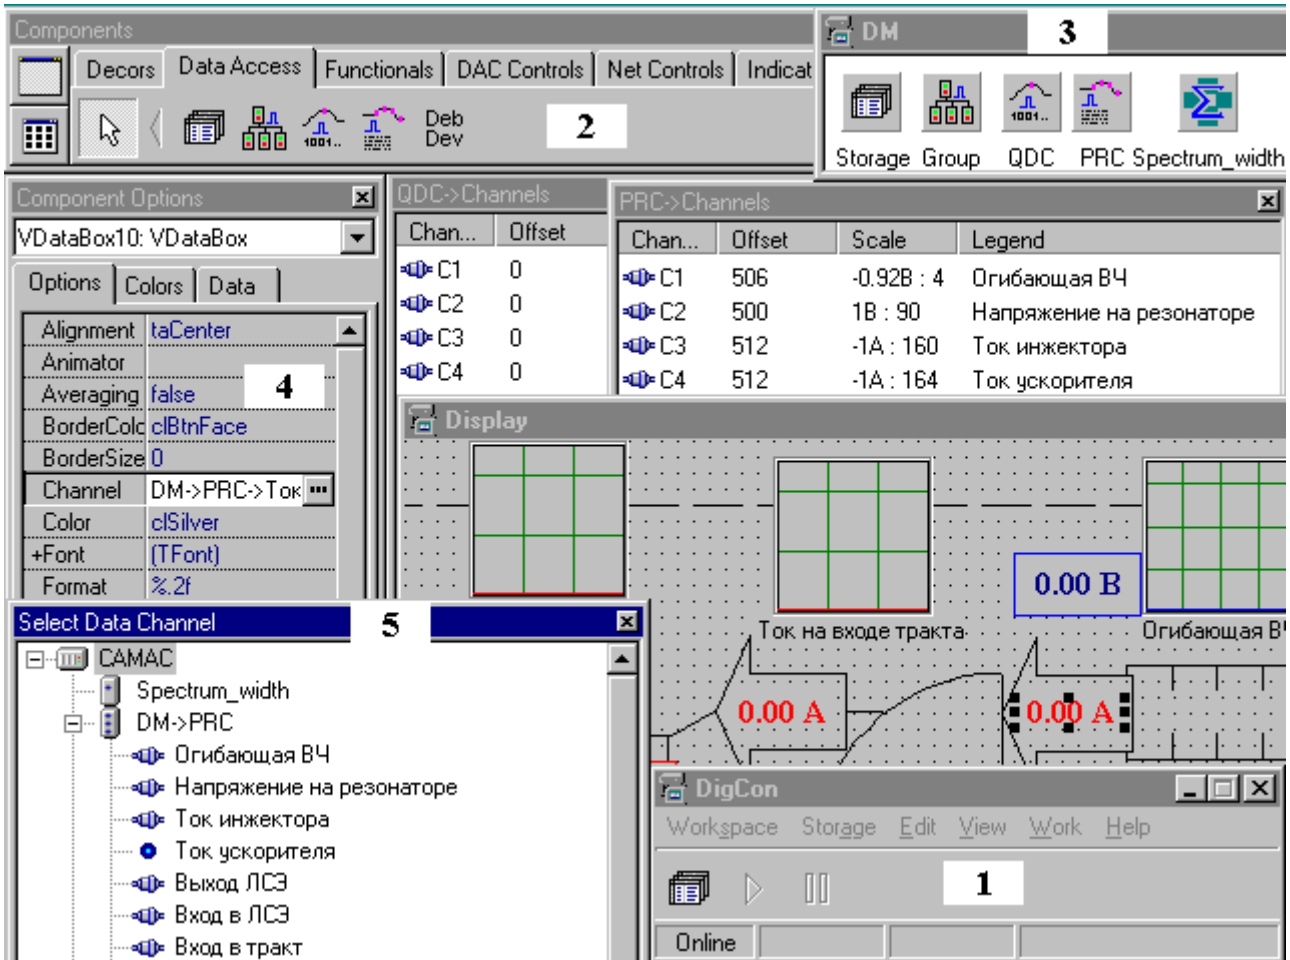 Components
Decors Data Access Functionals DAC Controls Net Controls Indicat
Deb
Dev
2
DM
3
1001..
1001..
Storage Group QDC PRC Spectrum_width
Component Options
VDataBox10: VDataBox
Options Colors Data
Alignment taCenter
Animator
Averaging false
4
BorderColc clBtnFace
BorderSize 0
Channel DM->PRC->Ток ...
Color clSilver
+Font (TFont)
Format %.2f
QDC->Channels
Chan... Offset
C1 0
C2 0
C3 0
C4 0
PRC->Channels
Chan... Offset Scale Legend
C1 506 -0.92В : 4 Огибающая ВЧ
C2 500 1В : 90 Напряжение на резонаторе
C3 512 -1А : 160 Ток инжектора
C4 512 -1А : 164 Ток ускорителя
Display
0.00 В
Ток на входе тракта
Огибающая ВЧ
0.00 А
0.00 А
Select Data Channel
5
САМАС
Spectrum_width
DM->PRC
Огибающая ВЧ
Напряжение на резонаторе
Ток инжектора
Ток ускорителя
Выход ЛСЭ
Вход в ЛСЭ
Вход в тракт
DigCon
Workspace Storage Edit View Work Help
1
Online